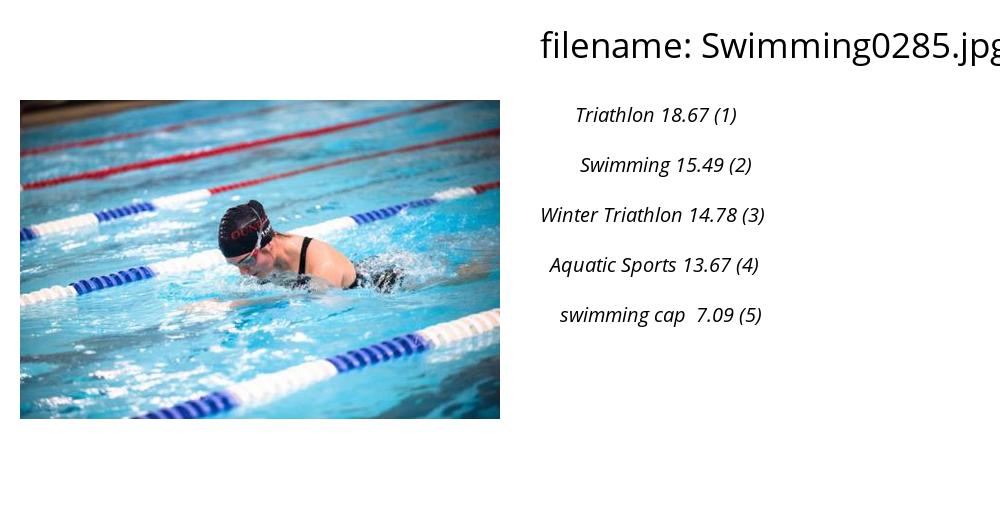 filename: Swimming0285.jpg
Triathlon 18.67 (1)
Swimming 15.49 (2)
Winter Triathlon 14.78 (3)
Aquatic Sports 13.67 (4)
swimming cap 7.09 (5)